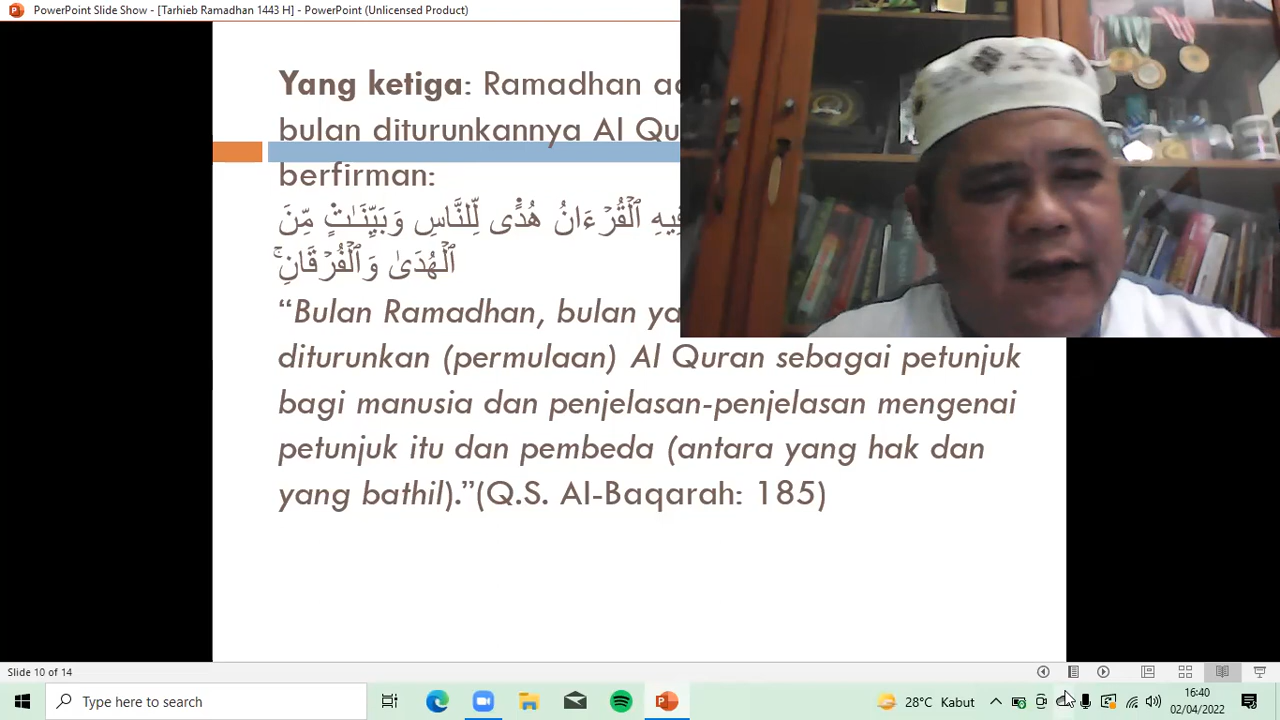 PowerPoint Slide Show - [Tarhieb Ramadhan 1443 H] - PowerPoint (Unlicensed Product)
Yang ketiga: Ramadhan
bulan diturunkannya Al
berfirman:
فِيهِ ٱلۡقُرۡءَانُ هُدٗى لِّلنَّاسِ وَبَيِّنَٰتٖ مِّنَ
ٱلۡهُدَىٰ وَٱلۡفُرۡقَانِۚ
“Bulan Ramadhan, bulan
diturunkan (permulaan) Al Quran sebagai petunjuk
bagi manusia dan penjelasan-penjelasan mengenai
petunjuk itu dan pembeda (antara yang hak dan
yang bathil).”(Q.S. Al-Baqarah: 185)
Slide 10 of 14
Type here to search
28°C Kabut
16:40
02/04/2022